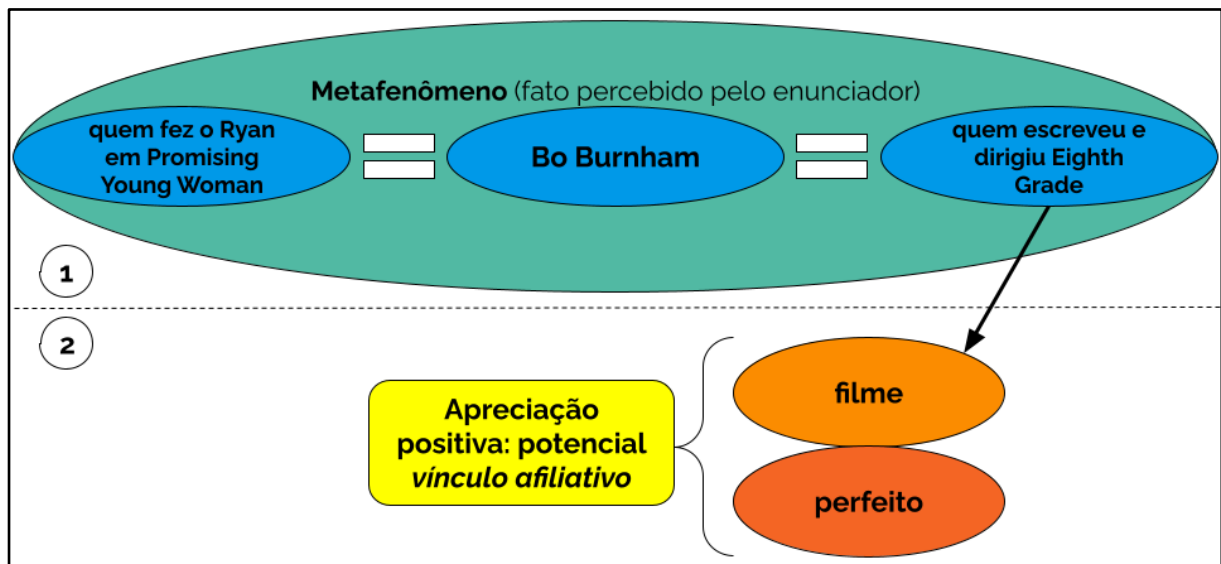 Metafenômeno (fato percebido pelo enunciador)
quem fez o Ryan
em Promising
Young Woman
Bo Burnham
quem escreveu e
dirigiu Eighth
Grade
1
2
Apreciação
positiva: potencial
vínculo afiliativo
filme
perfeito